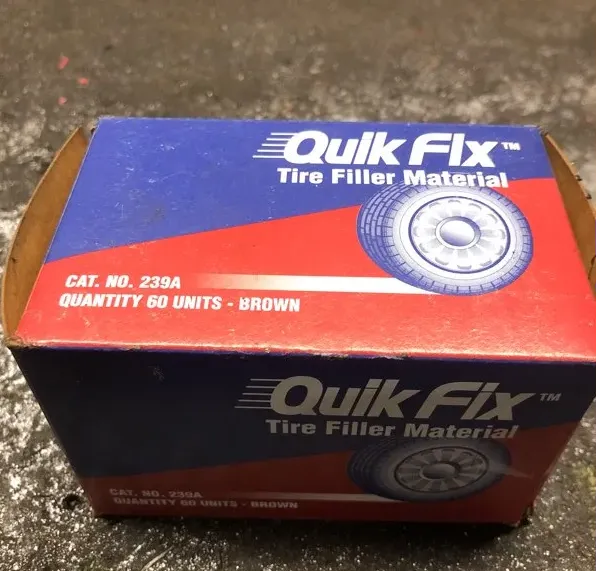 Quik Fix™
Tire Filler Material
CAT. NO. 239A
QUANTITY 60 UNITS - BROWN
Quik Fix™
Tire Filler Material
CAT. NO. 239A
QUANTITY 60 UNITS - BROWN